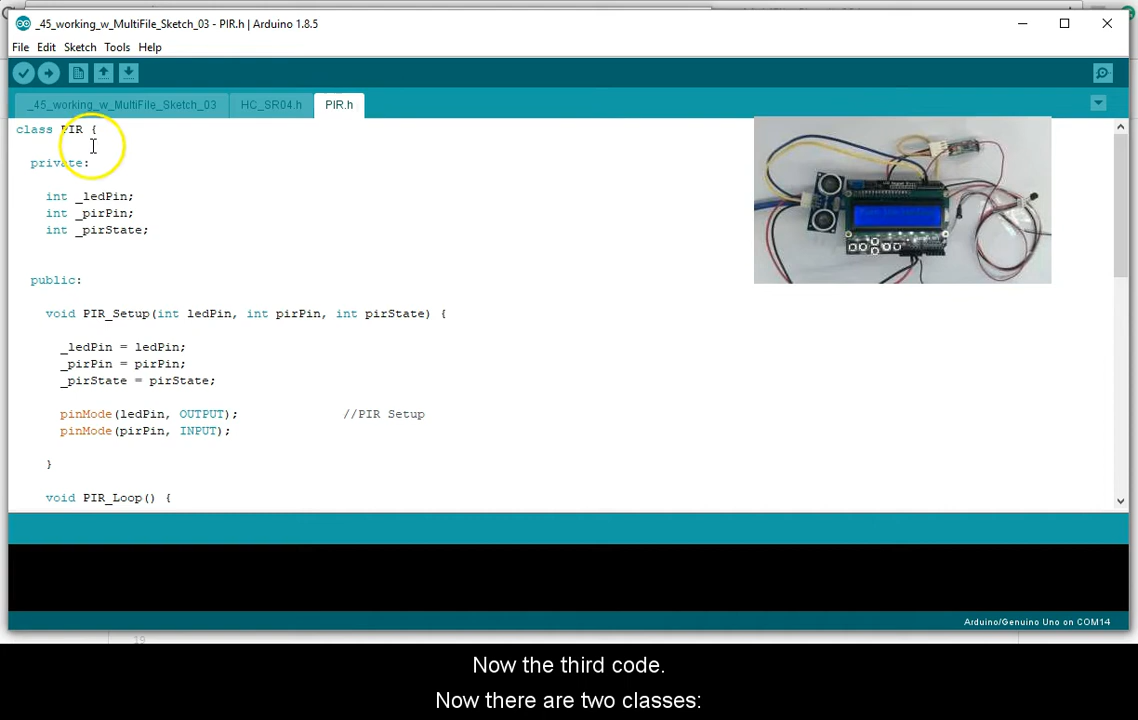 _45_working_w_MultiFile_Sketch_03 - PIR.h | Arduino 1.8.5
File Edit Sketch Tools Help
_45_working_w_MultiFile_Sketch_03 HC_SR04.h PIR.h
class PIR {
private:
int _ledPin;
int _pirPin;
int _pirState;
public:
void PIR_Setup(int ledPin, int pirPin, int pirState) {
_ledPin = ledPin;
_pirPin = pirPin;
_pirState = pirState;
pinMode(ledPin, OUTPUT); //PIR Setup
pinMode(pirPin, INPUT);
}
void PIR_Loop() {
Arduino/Genuino Uno on COM14
19
Now the third code.
Now there are two classes: